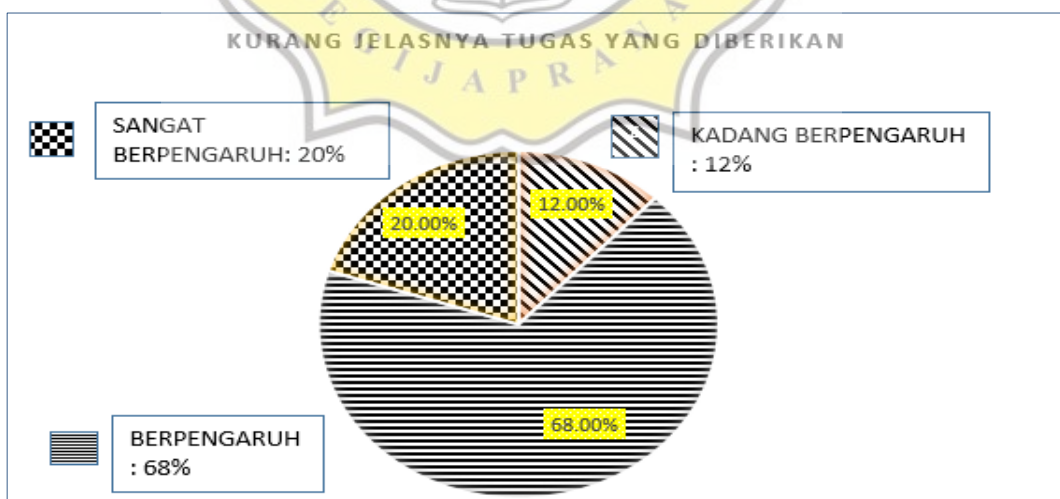 EGIJAPRANA
KURANG JELASNYA TUGAS YANG DIBERIKAN
SANGAT
BERPENGARUH: 20%
KADANG BERPENGARUH
: 12%
12.00%
20.00%
68.00%
BERPENGARUH
: 68%